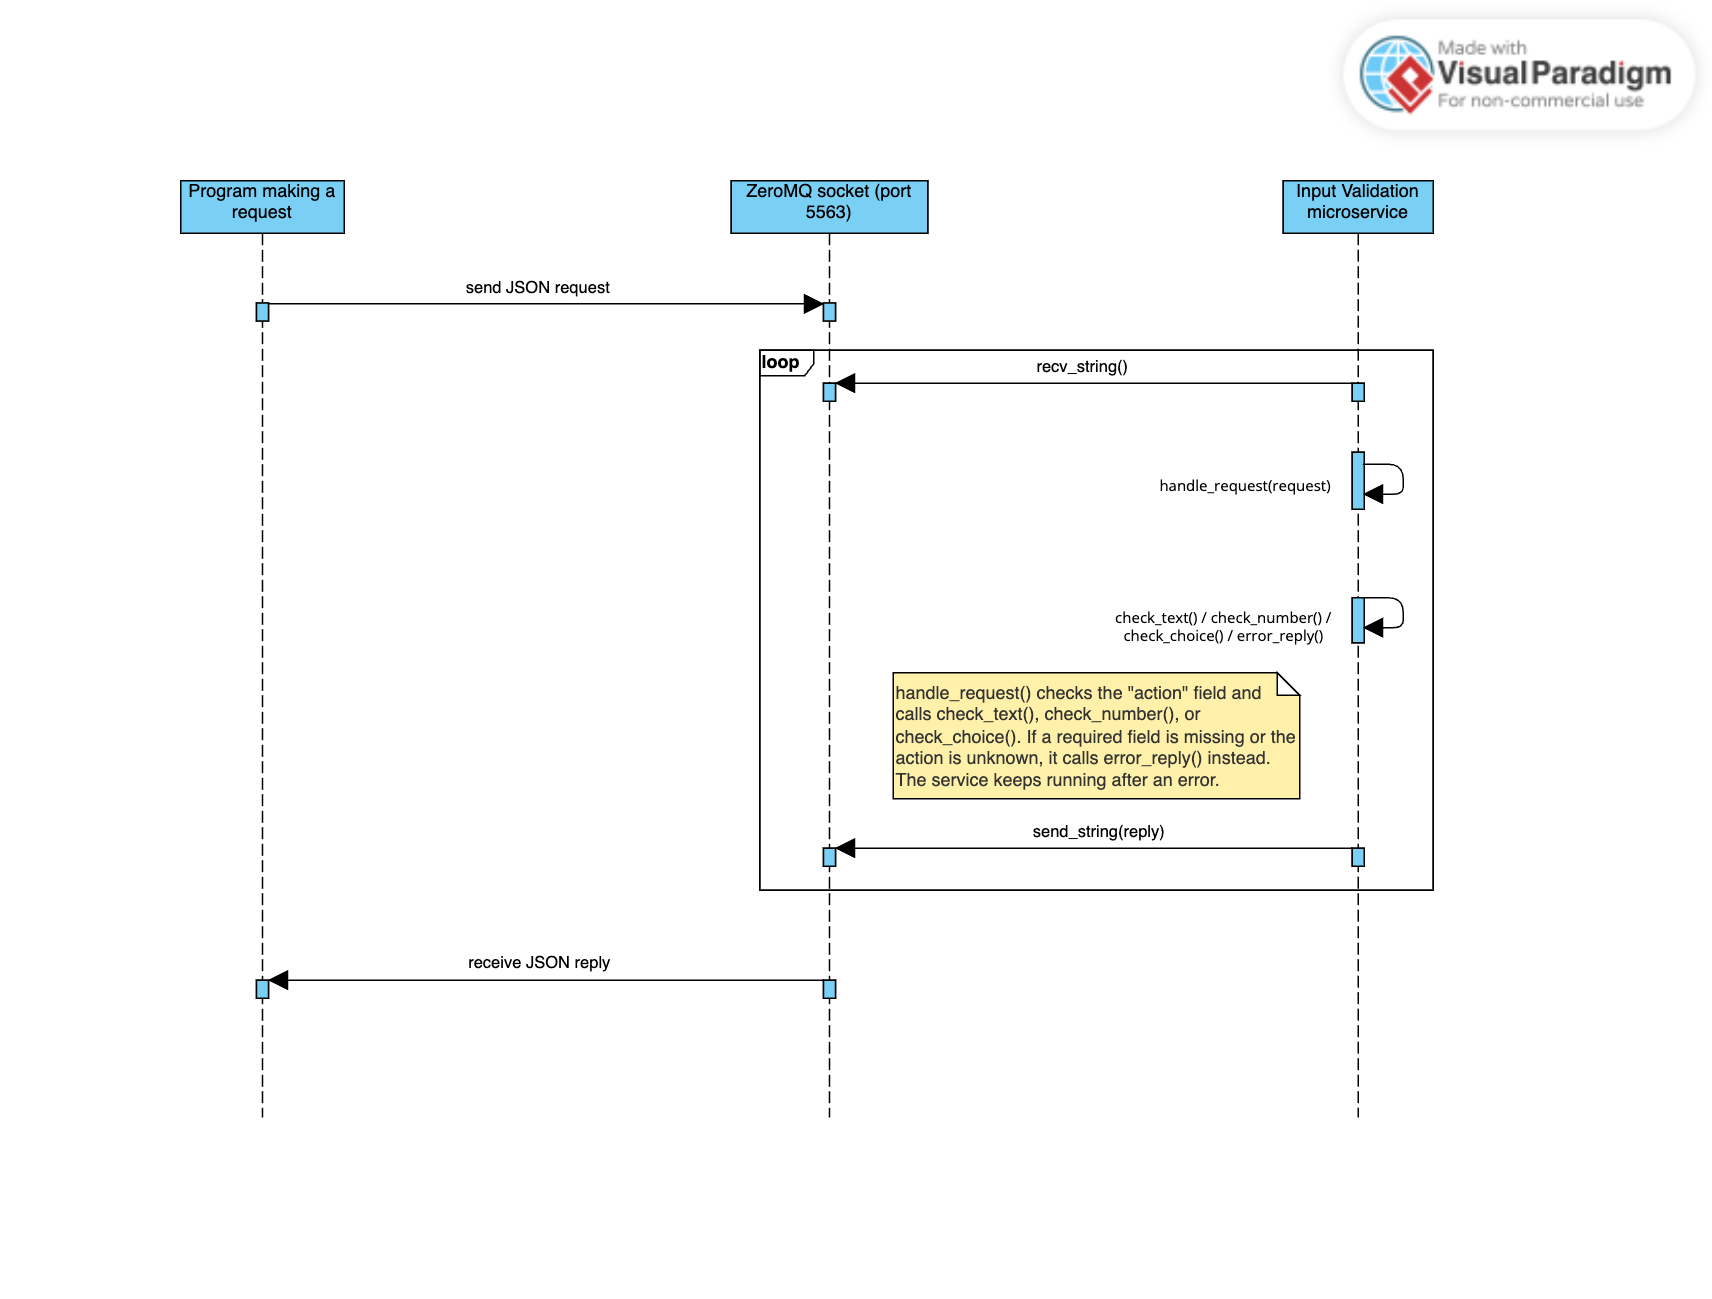 Made with
Visual Paradigm
For non-commercial use
Program making a
request
ZeroMQ socket (port
5563)
Input Validation
microservice
send JSON request
loop
recv_string()
handle_request(request)
check_text() / check_number() /
check_choice() / error_reply()
handle_request() checks the "action" field and
calls check_text(), check_number(), or
check_choice(). If a required field is missing or the
action is unknown, it calls error_reply() instead.
The service keeps running after an error.
send_string(reply)
receive JSON reply